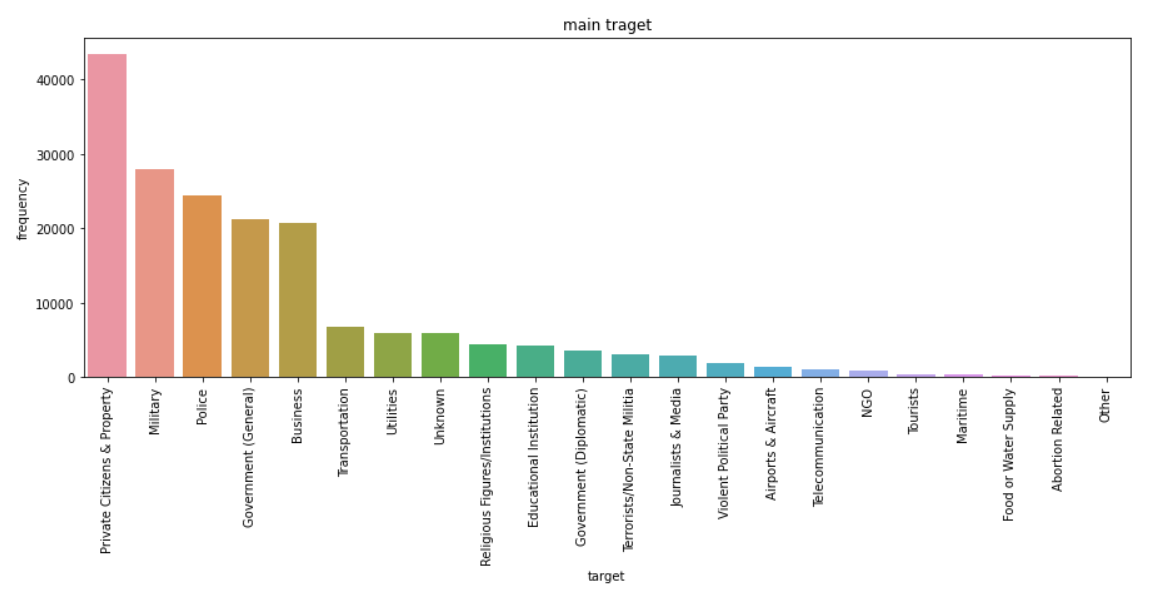 main traget
40000
30000
20000
10000
0
frequency
Private Citizens & Property
Military
Police
Government (General)
Business
Transportation
Utilities
Unknown
Religious Figures/Institutions
Educational Institution
Government (Diplomatic)
Terrorists/Non-State Militia
Journalists & Media
Violent Political Party
Airports & Aircraft
Telecommunication
NGO
Tourists
Maritime
Food or Water Supply
Abortion Related
Other
target